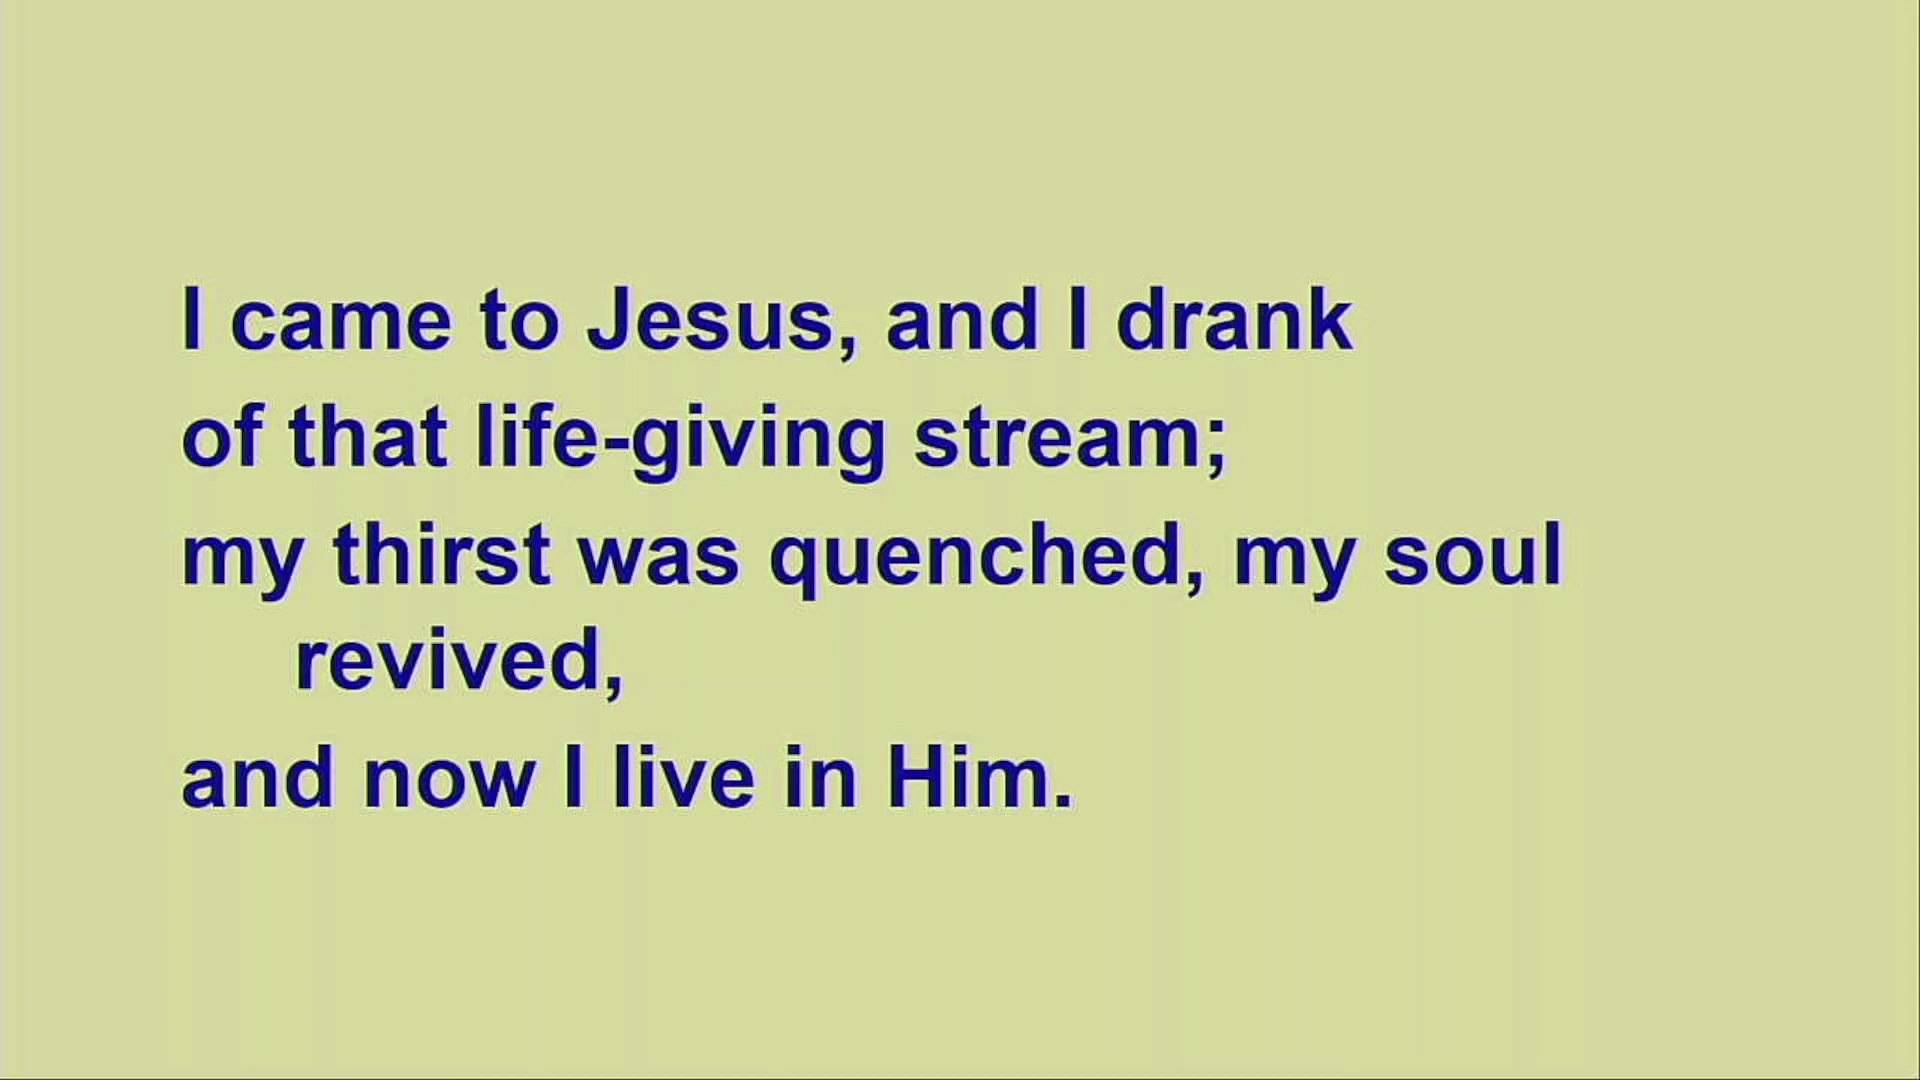 I came to Jesus, and I drank
of that life-giving stream;
my thirst was quenched, my soul
revived,
and now I live in Him.